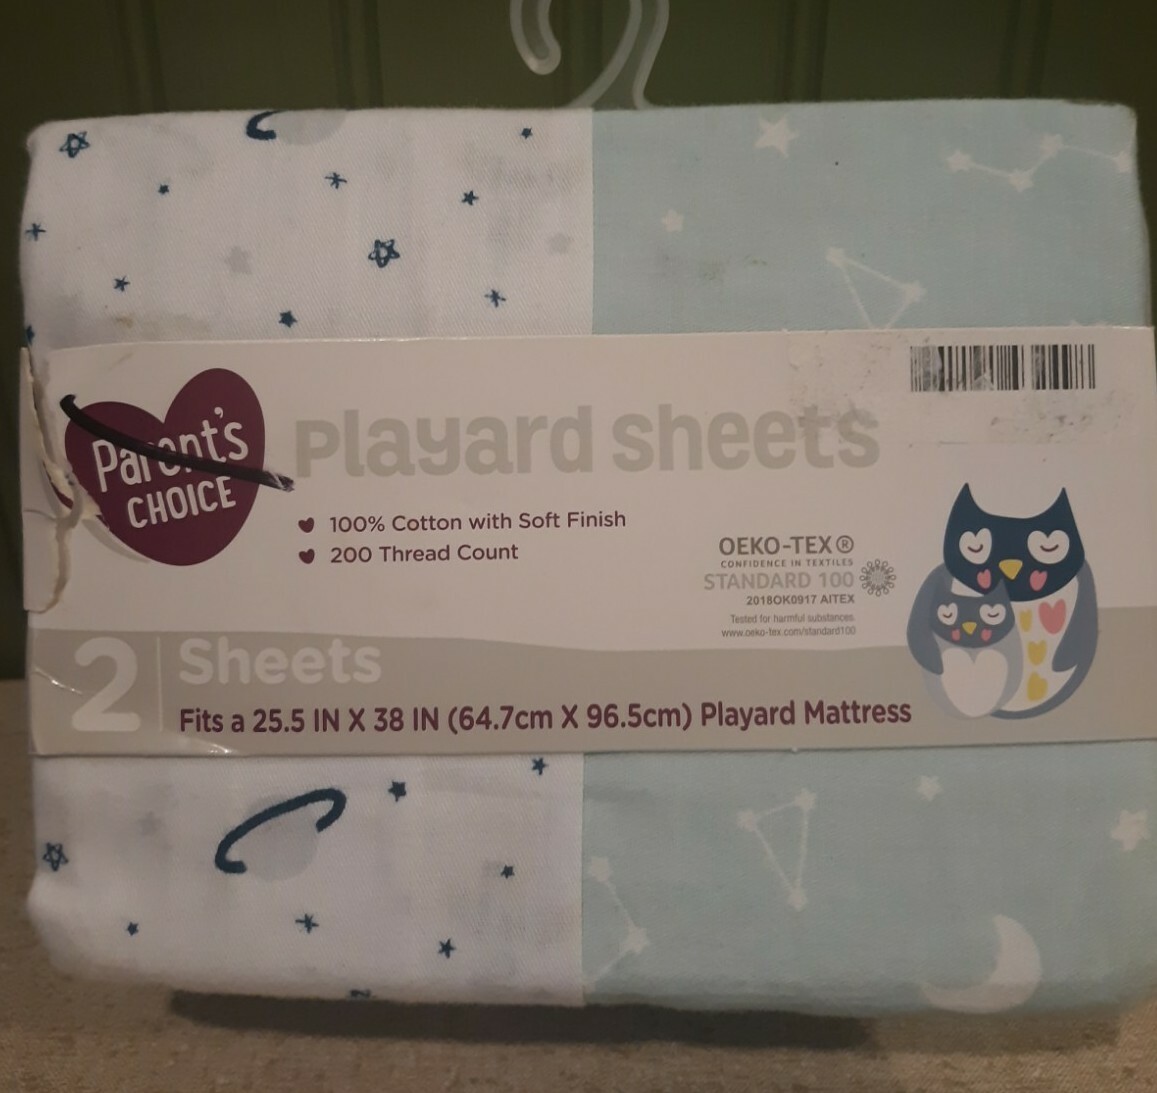 Parent's
CHOICE
Playard sheets
100% Cotton with Soft Finish
200 Thread Count
OEKO-TEX®
CONFIDENCE IN TEXTILES
STANDARD 100
2018OK0917 AITEX
Tested for harmful substances.
www.oeko-tex.com/standard100
2 Sheets
Fits a 25.5 IN X 38 IN (64.7cm X 96.5cm) Playard Mattress